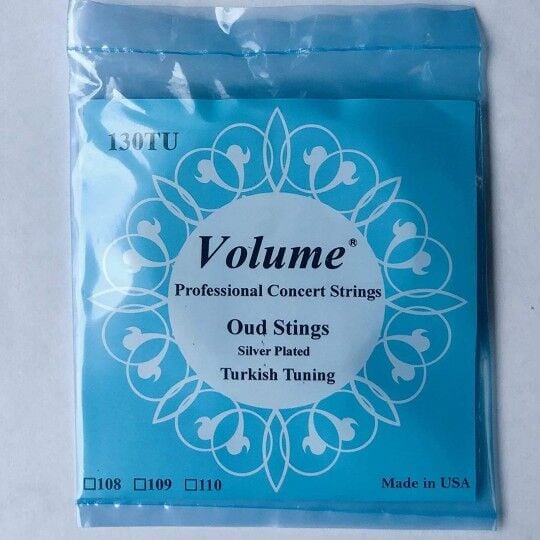 130TU
Volume®
Professional Concert Strings
Oud Stings
Silver Plated
Turkish Tuning
☐108 ☐109 ☐110
Made in USA